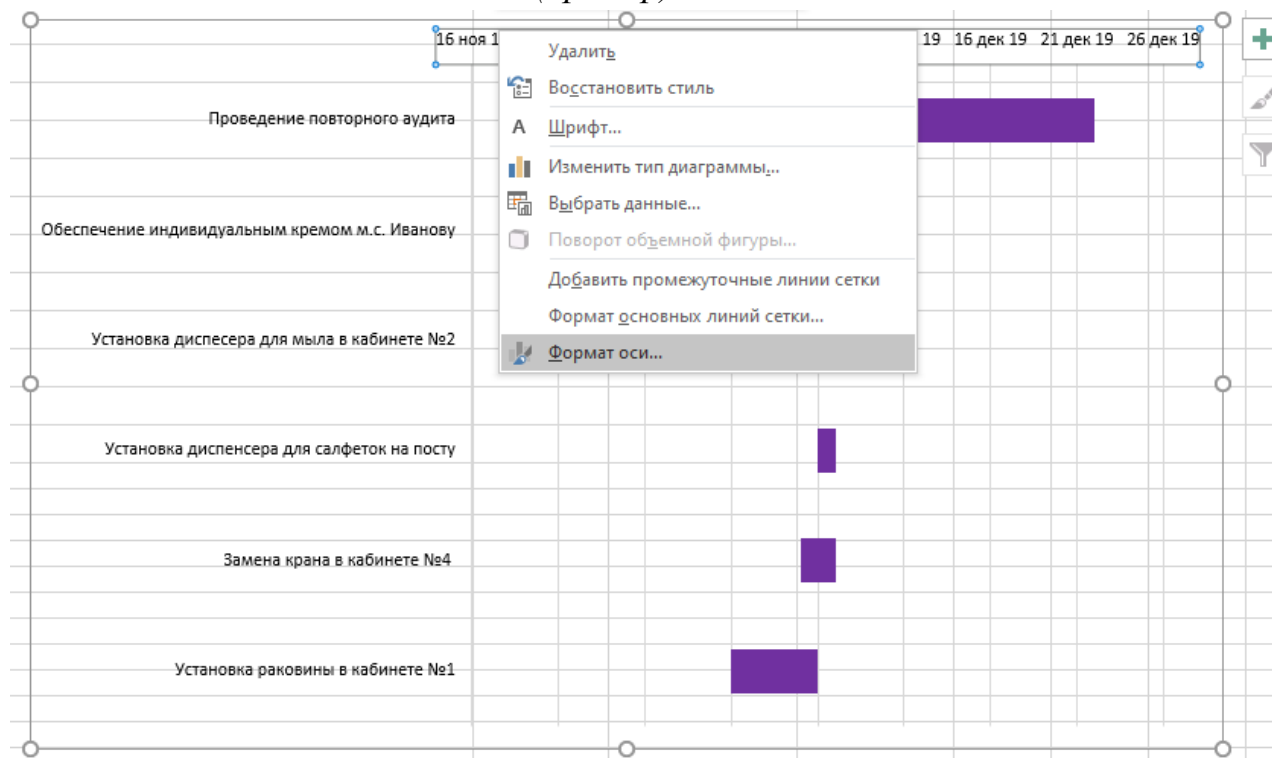 16 ноя 1
19 16 дек 19 21 дек 19 26 дек 19
Удалить
Восстановить стиль
Проведение повторного аудита
Шрифт...
Изменить тип диаграммы...
Выбрать данные...
Обеспечение индивидуальным кремом м.с. Иванову
Поворот объемной фигуры...
Добавить промежуточные линии сетки
Формат основных линий сетки...
Установка диспесера для мыла в кабинете №2
Формат оси...
Установка диспенсера для салфеток на посту
Замена крана в кабинете №4
Установка раковины в кабинете №1